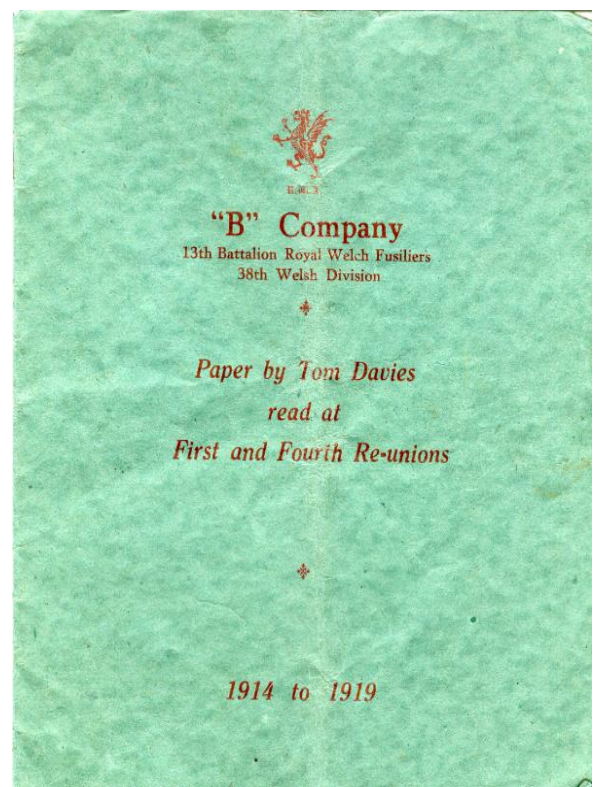 "B" Company
13th Battalion Royal Welch Fusiliers
38th Welsh Division
Paper by Tom Davies
read at
First and Fourth Re-unions
1914 to 1919